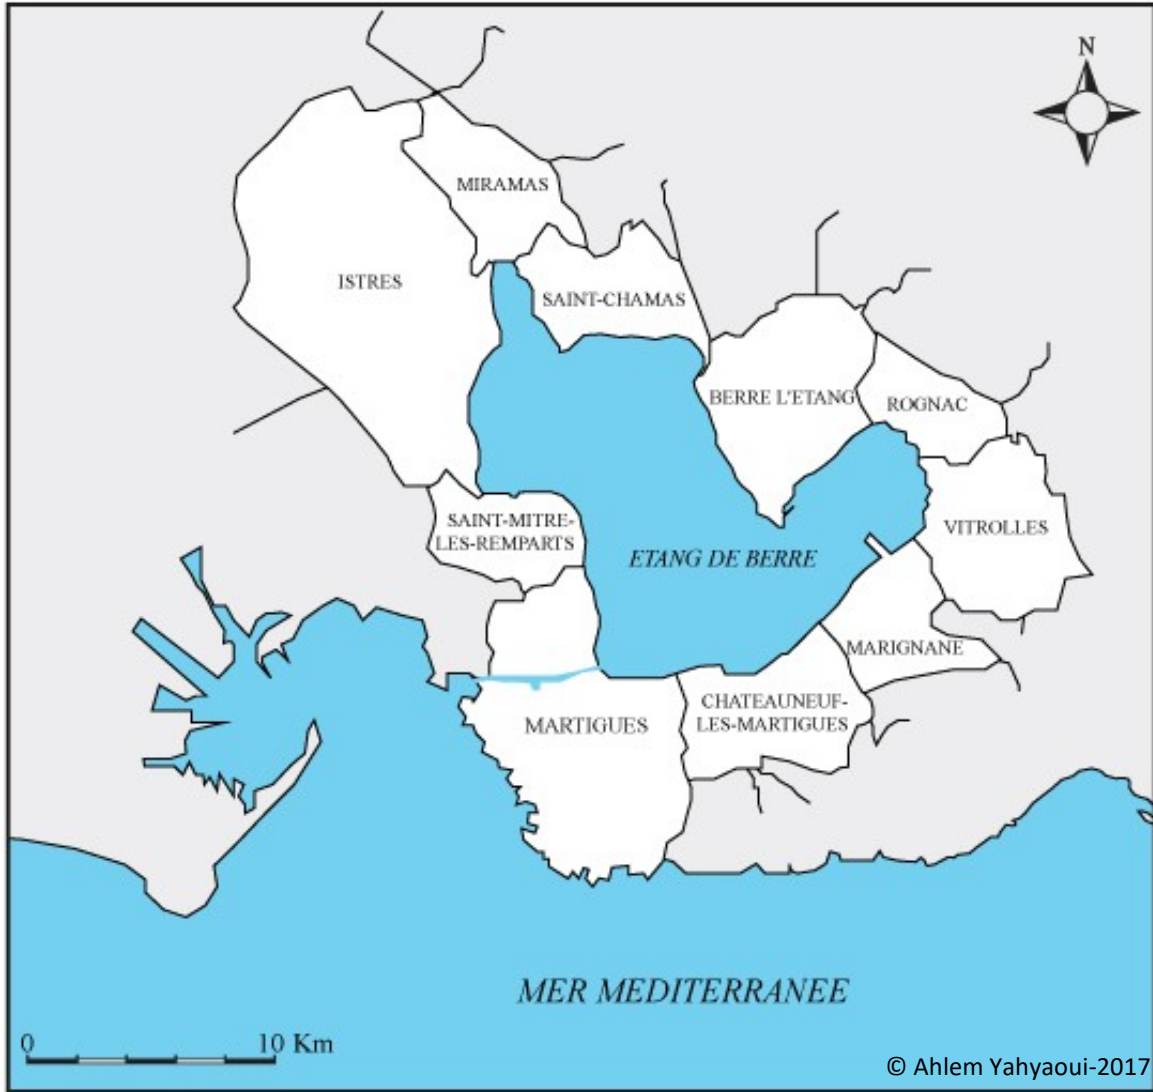 N
MIRAMAS
ISTRES
SAINT-CHAMAS
BERRE L'ETANG
ROGNAC
SAINT-MITRE-
LES-REMPARTS
VITROLLES
ETANG DE BERRE
MARIGNANE
CHATEAUNEUF-
LES-MARTIGUES
MARTIGUES
MER MEDITERRANEE
0 10 Km
© Ahlem Yahyaoui-2017